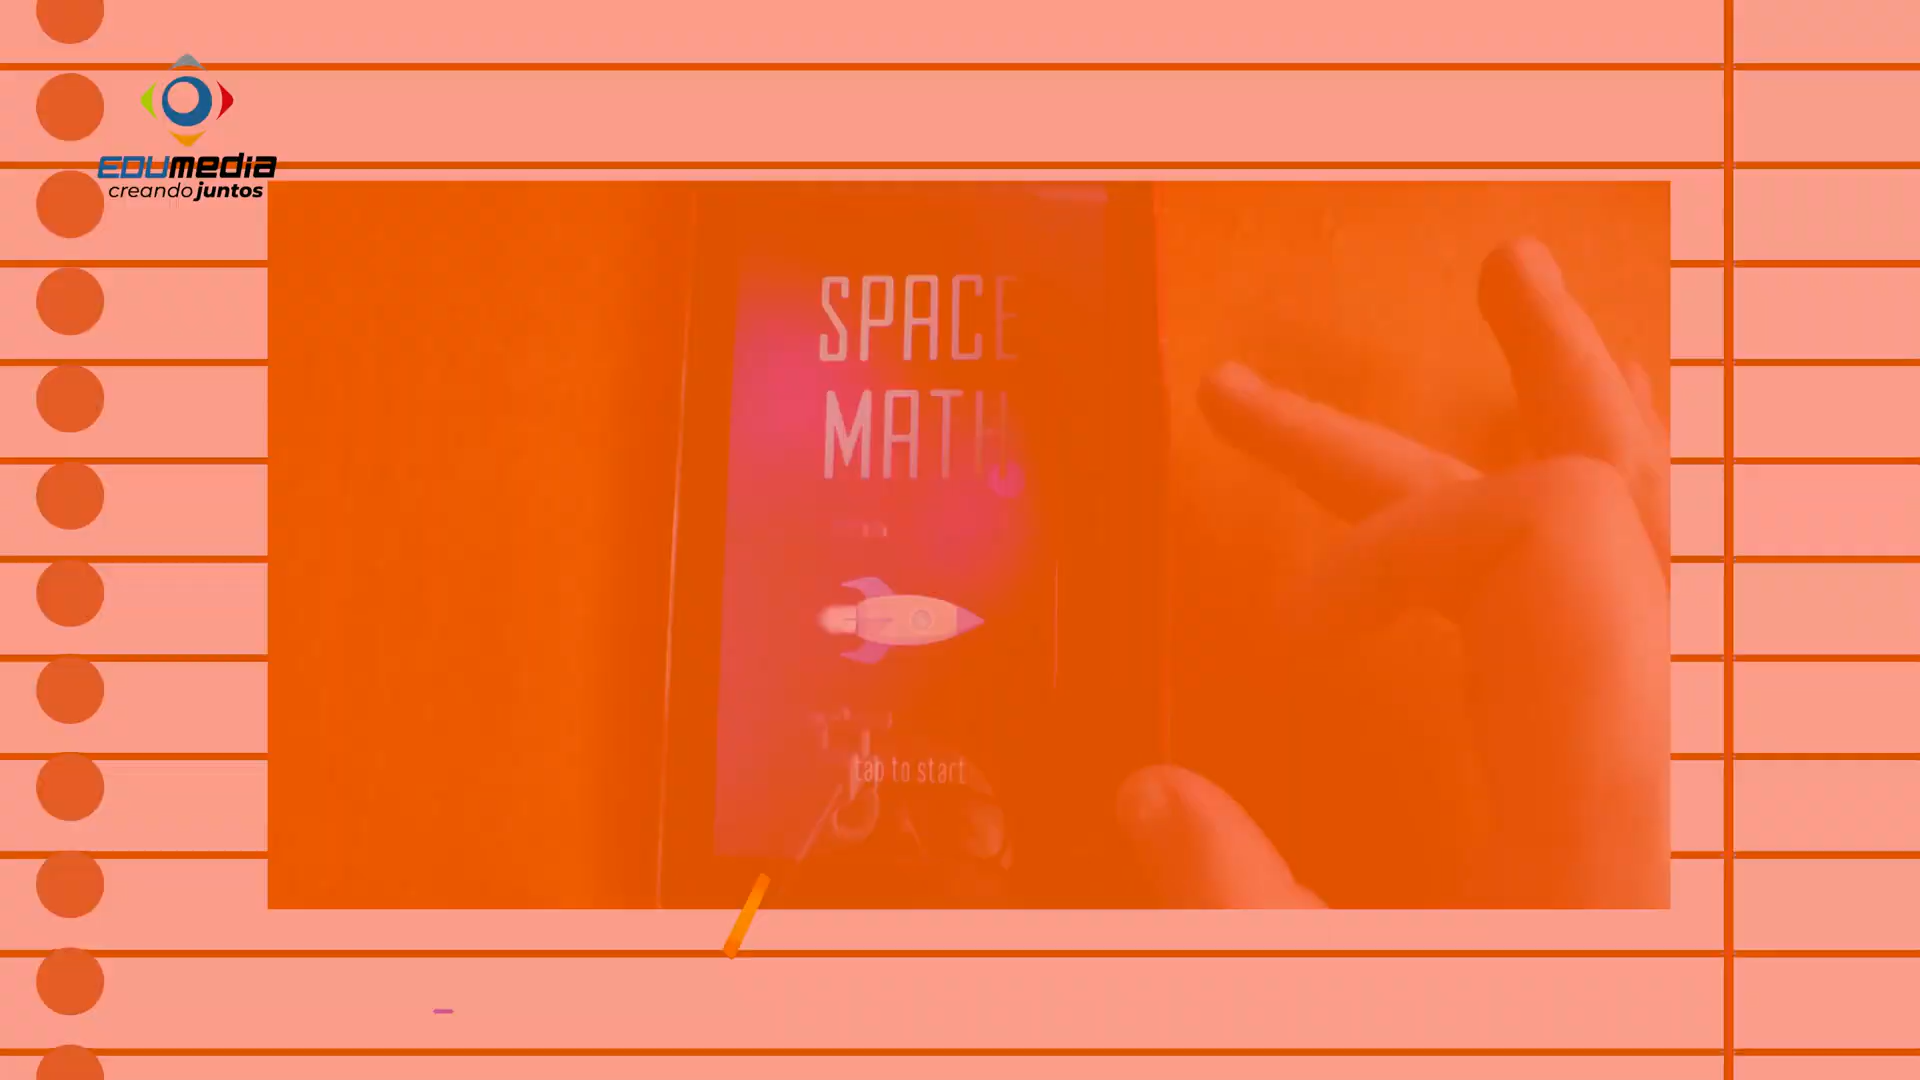 EDUmedia
creando juntos
SPACE
MATH
tap to start